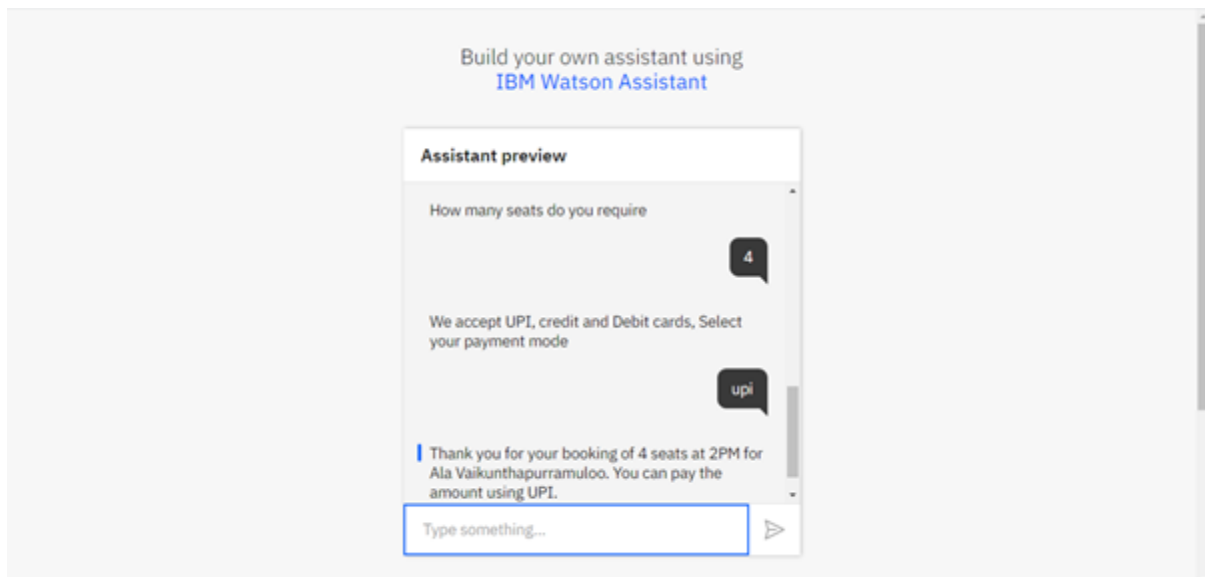 Build your own assistant using
IBM Watson Assistant
Assistant preview
How many seats do you require
4
We accept UPI, credit and Debit cards, Select
your payment mode
upi
Thank you for your booking of 4 seats at 2PM for
Ala Vaikunthapurramuloo. You can pay the
amount using UPI.
Type something...